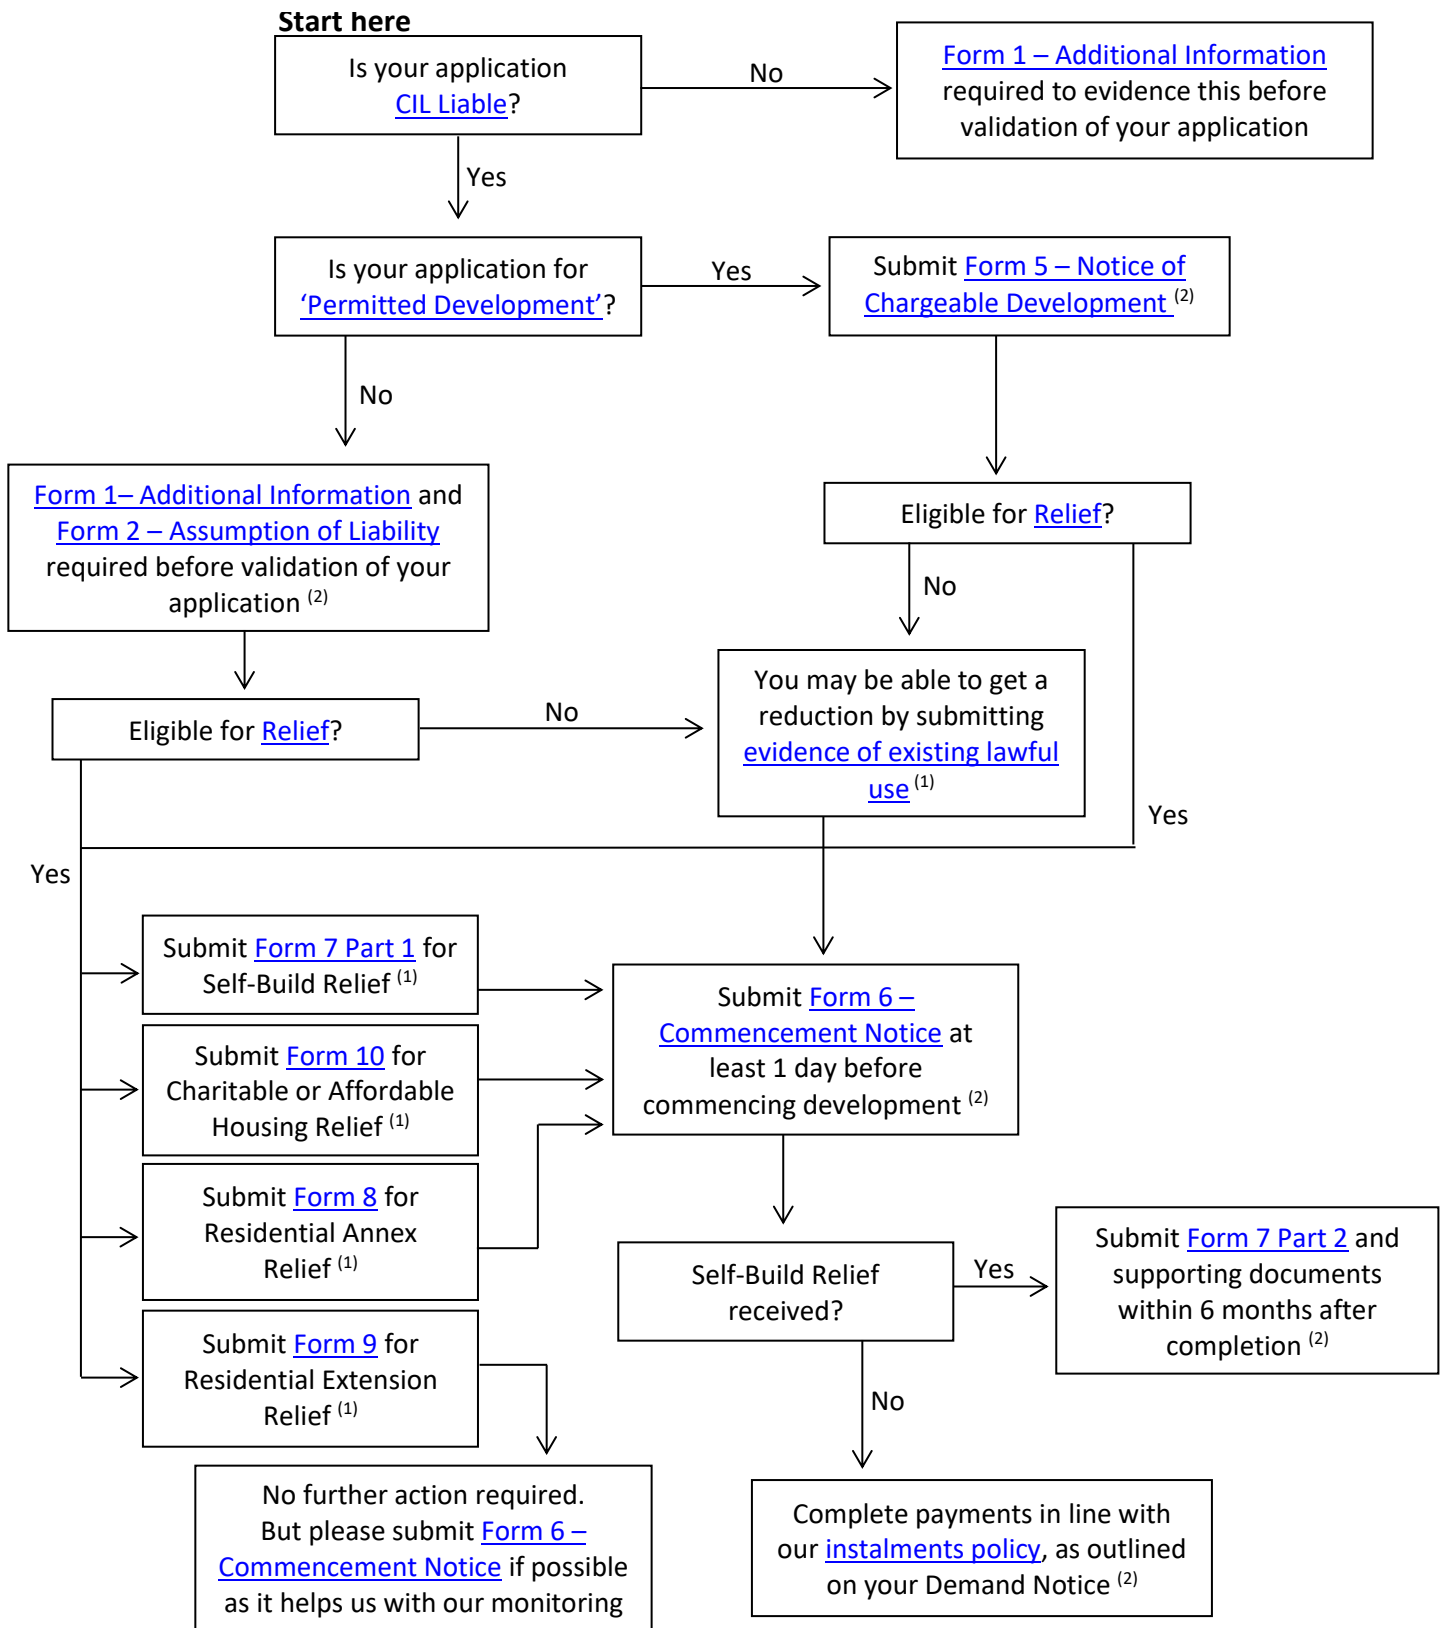 Start here
Is your application
CIL Liable?
No
Form 1 – Additional Information
required to evidence this before
validation of your application
Yes
Is your application for
‘Permitted Development’?
Yes
Submit Form 5 – Notice of
Chargeable Development (2)
No
Form 1– Additional Information and
Form 2 – Assumption of Liability
required before validation of your
application (2)
Eligible for Relief?
No
You may be able to get a
reduction by submitting
evidence of existing lawful
use (1)
Eligible for Relief?
No
Yes
Yes
Submit Form 7 Part 1 for
Self-Build Relief (1)
Submit Form 10 for
Charitable or Affordable
Housing Relief (1)
Submit Form 8 for
Residential Annex
Relief (1)
Submit Form 9 for
Residential Extension
Relief (1)
Submit Form 6 –
Commencement Notice at
least 1 day before
commencing development (2)
Self-Build Relief
received?
Yes
Submit Form 7 Part 2 and
supporting documents
within 6 months after
completion (2)
No
No further action required.
But please submit Form 6 –
Commencement Notice if possible
as it helps us with our monitoring
Complete payments in line with
our instalments policy, as outlined
on your Demand Notice (2)